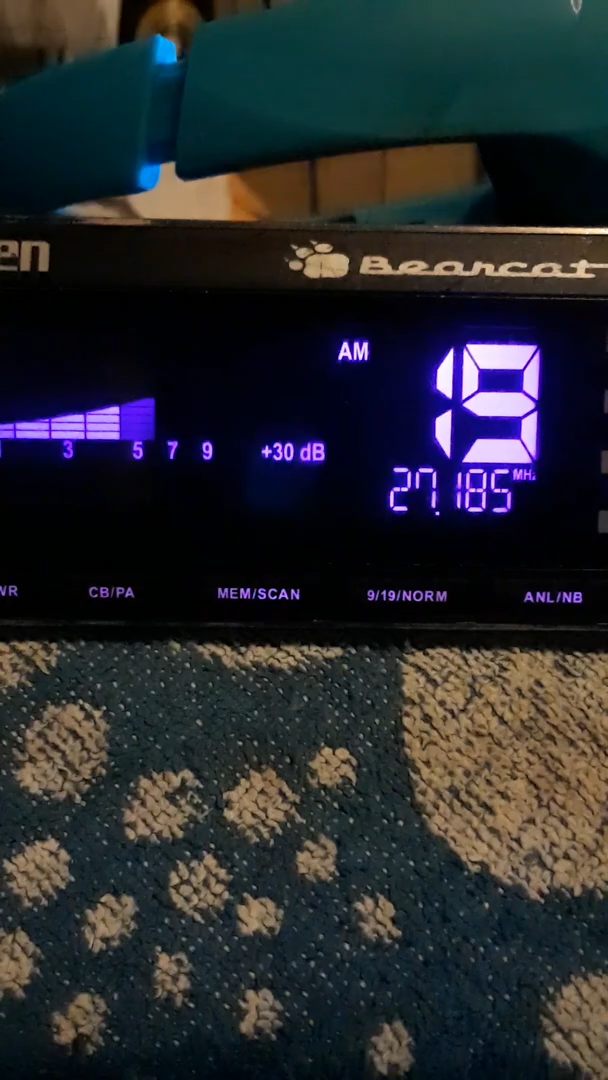 en Bearcat
AM 19
3 5 7 9 +30 dB
27.185 MHz
WR CB/PA MEM/SCAN 9/19/NORM ANL/NB